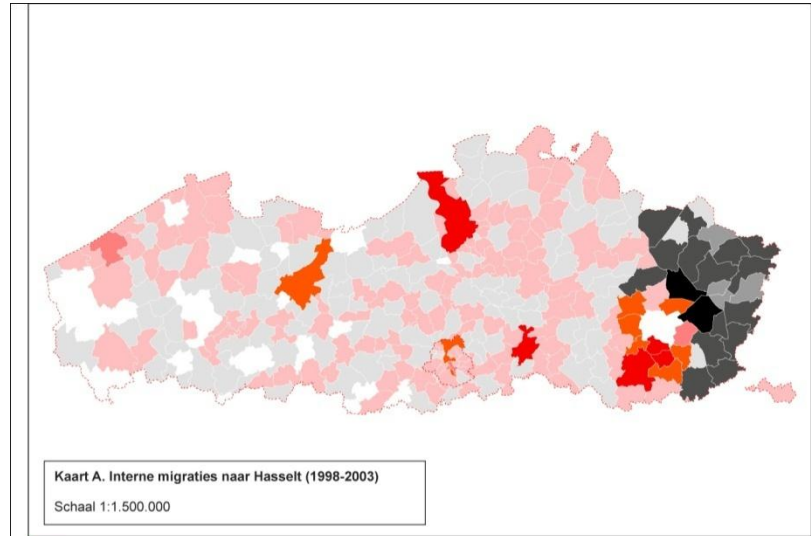 Kaart A. Interne migraties naar Hasselt (1998-2003)
Schaal 1:1.500.000